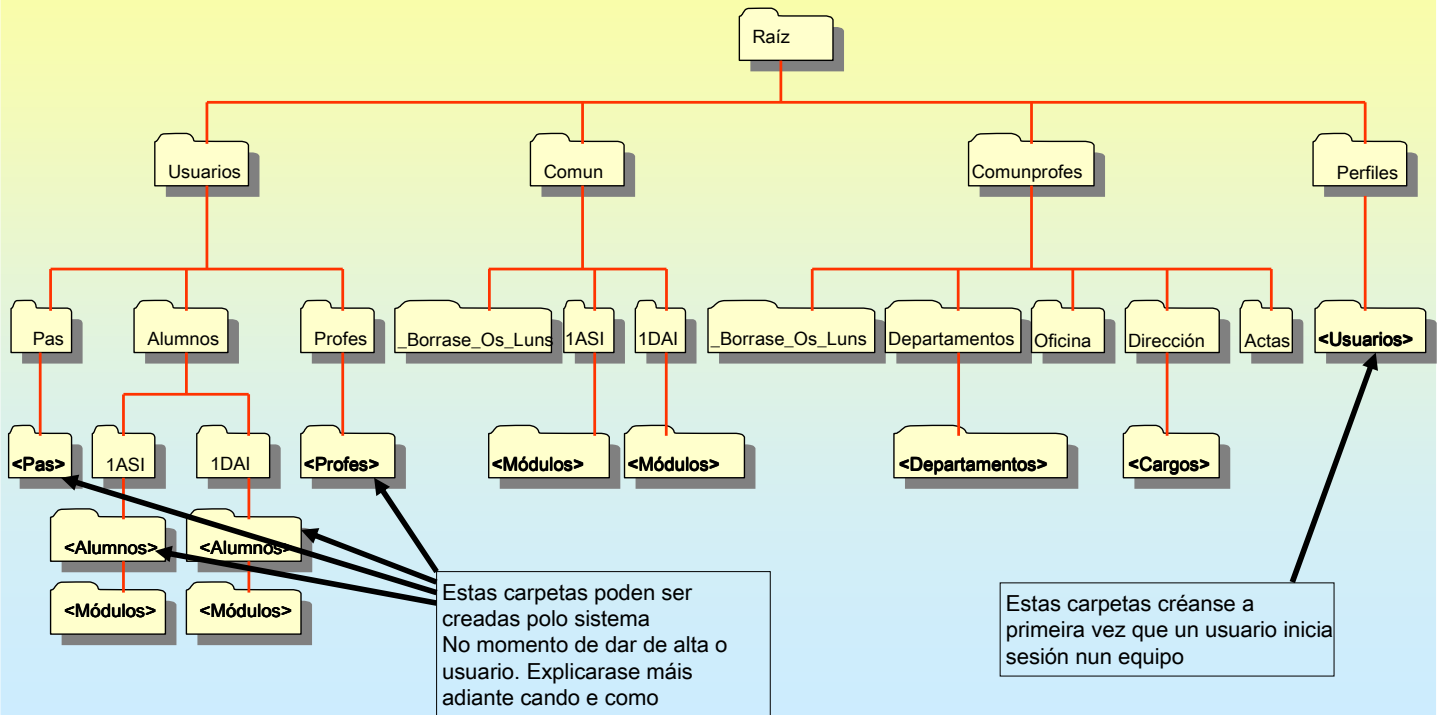 Raíz
Usuarios
Comun
Comunprofes
Perfiles
Pas
Alumnos
Profes
_Borrase_Os_Luns
1ASI
1DAI
_Borrase_Os_Luns
Departamentos
Oficina
Dirección
Actas
<Usuarios>
<Pas>
1ASI
1DAI
<Profes>
<Módulos>
<Módulos>
<Departamentos>
<Cargos>
<Alumnos>
<Alumnos>
<Módulos>
<Módulos>
Estas carpetas poden ser
creadas polo sistema
No momento de dar de alta o
usuario. Explicarase máis
adiante cando e como
Estas carpetas créanse a
primeira vez que un usuario inicia
sesión nun equipo